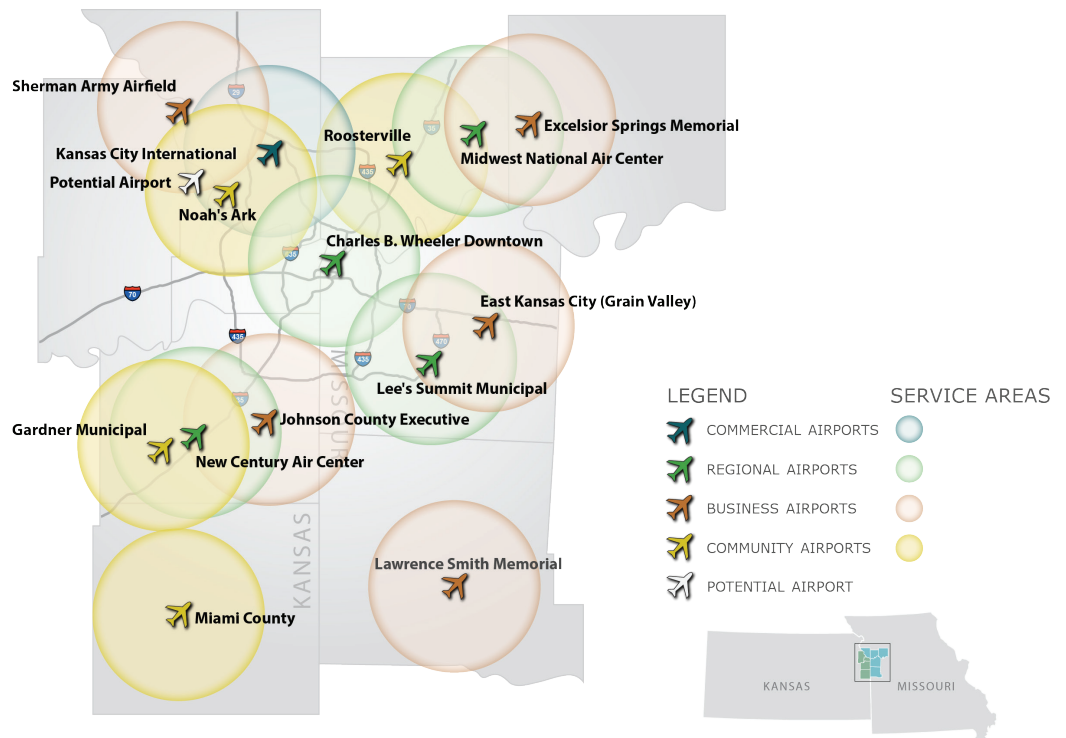 Sherman Army Airfield
29
Excelsior Springs Memorial
Roosterville
35
Kansas City International
Midwest National Air Center
435
Potential Airport
Noah's Ark
Charles B. Wheeler Downtown
70
East Kansas City (Grain Valley)
435
470
435
Lee's Summit Municipal
MISSOURI
LEGEND
SERVICE AREAS
Johnson County Executive
Gardner Municipal
COMMERCIAL AIRPORTS
New Century Air Center
REGIONAL AIRPORTS
BUSINESS AIRPORTS
KANSAS
COMMUNITY AIRPORTS
Lawrence Smith Memorial
POTENTIAL AIRPORT
Miami County
KANSAS
MISSOURI